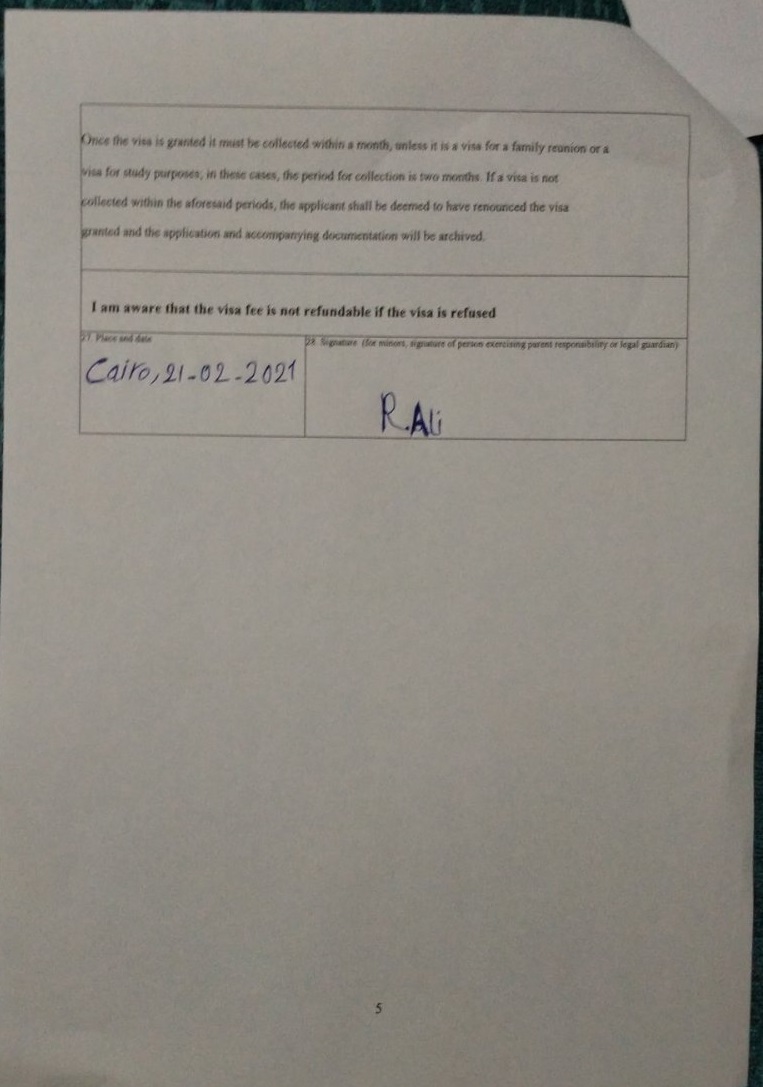 Once the visa is granted it must be collected within a month, unless it is a visa for a family reunion or a
visa for study purposes; in these cases, the period for collection is two months. If a visa is not
collected within the aforesaid periods, the applicant shall be deemed to have renounced the visa
granted and the application and accompanying documentation will be archived.
I am aware that the visa fee is not refundable if the visa is refused
27. Place and date
Cairo, 21-02-2021
28. Signature (for minors, signature of person exercising parent responsibility or legal guardian)
R.Ali
5